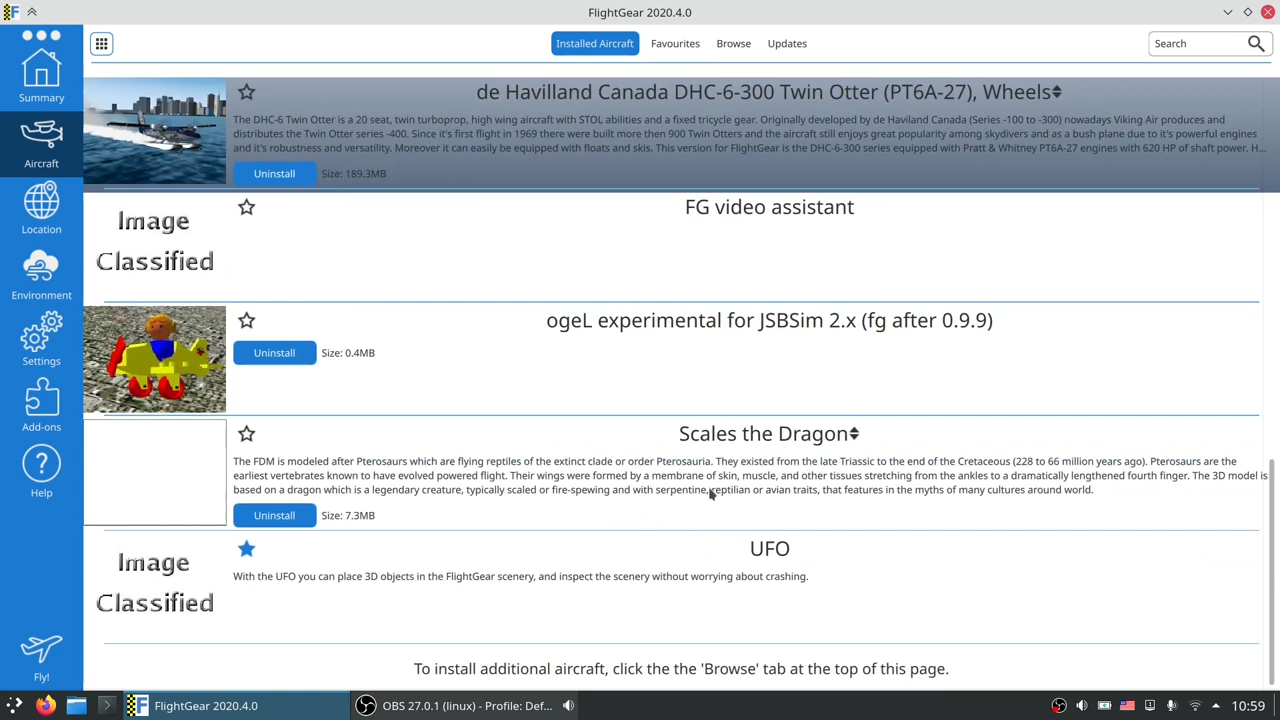 FlightGear 2020.4.0
Installed Aircraft
Favourites
Browse
Updates
Search
Summary
Aircraft
Location
Environment
Settings
Add-ons
Help
Fly!
de Havilland Canada DHC-6-300 Twin Otter (PT6A-27), Wheels
The DHC-6 Twin Otter is a 20 seat, twin turboprop, high wing aircraft with STOL abilities and a fixed tricycle gear. Originally developed by de Haviland Canada (Series -100 to -300) nowadays Viking Air produces and
distributes the Twin Otter series -400. Since it's first flight in 1969 there were built more then 900 Twin Otters and the aircraft still enjoys great popularity among skydivers and as a bush plane due to it's powerful engines
and it's robustness and versatility. Moreover it can easily be equipped with floats and skis. This version for FlightGear is the DHC-6-300 series equipped with Pratt & Whitney PT6A-27 engines with 620 HP of shaft power. H...
Uninstall
Size: 189.3MB
Image
Classified
FG video assistant
ogeL experimental for JSBSim 2.x (fg after 0.9.9)
Uninstall
Size: 0.4MB
Scales the Dragon
The FDM is modeled after Pterosaurs which are flying reptiles of the extinct clade or order Pterosauria. They existed from the late Triassic to the end of the Cretaceous (228 to 66 million years ago). Pterosaurs are the
earliest vertebrates known to have evolved powered flight. Their wings were formed by a membrane of skin, muscle, and other tissues stretching from the ankles to a dramatically lengthened fourth finger. The 3D model is
based on a dragon which is a legendary creature, typically scaled or fire-spewing and with serpentine, reptilian or avian traits, that features in the myths of many cultures around world.
Uninstall
Size: 7.3MB
Image
Classified
UFO
With the UFO you can place 3D objects in the FlightGear scenery, and inspect the scenery without worrying about crashing.
To install additional aircraft, click the the 'Browse' tab at the top of this page.
FlightGear 2020.4.0
OBS 27.0.1 (linux) - Profile: Def...
10:59